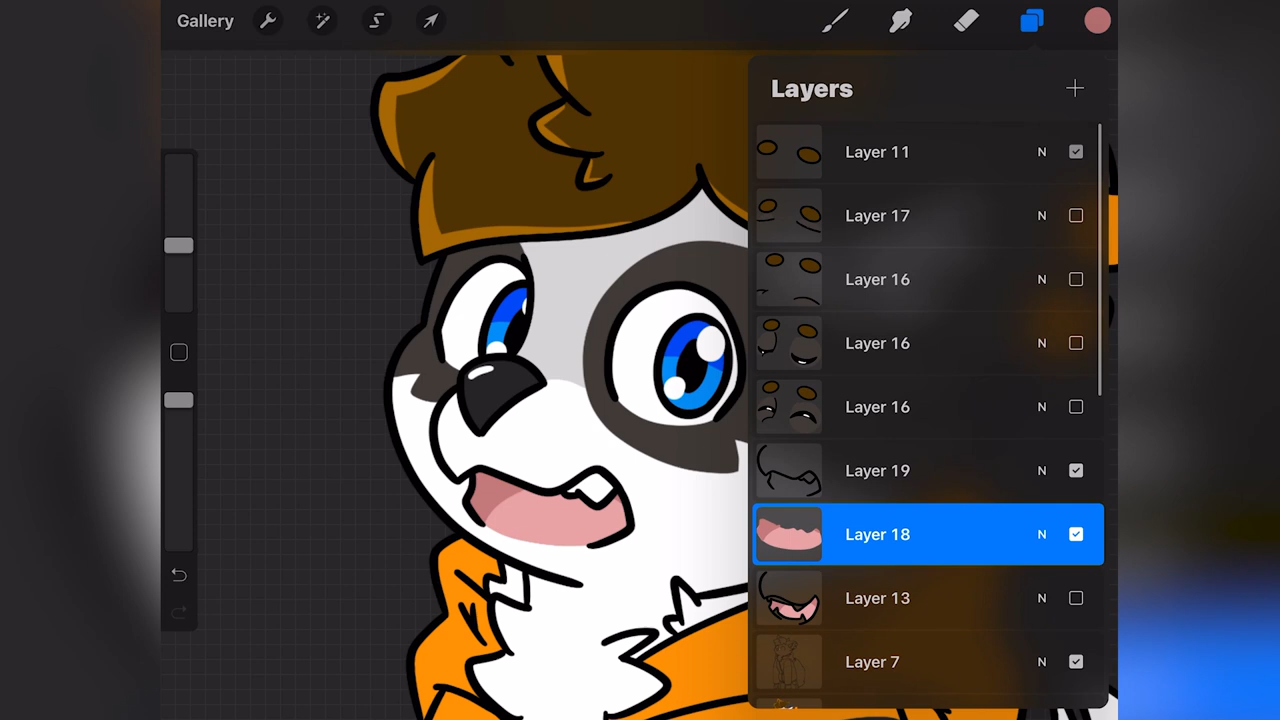 Gallery
Layers
Layer 11 N
Layer 17 N
Layer 16 N
Layer 16 N
Layer 16 N
Layer 19 N
Layer 18 N
Layer 13 N
Layer 7 N